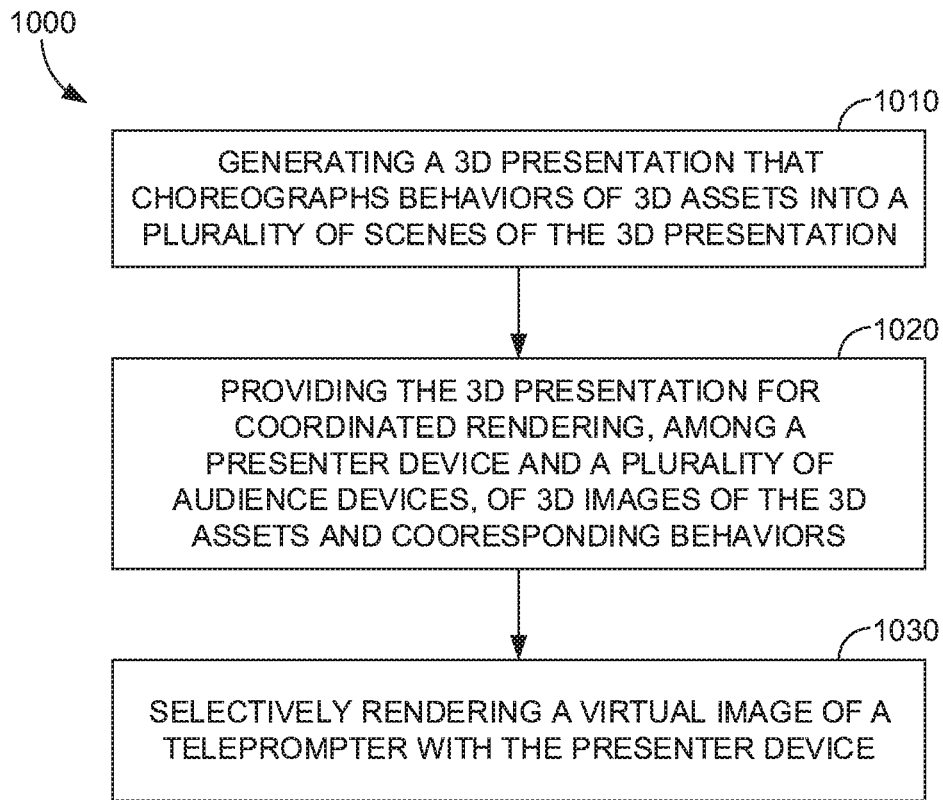 1000
1010
GENERATING A 3D PRESENTATION THAT
CHOREOGRAPHS BEHAVIORS OF 3D ASSETS INTO A
PLURALITY OF SCENES OF THE 3D PRESENTATION
1020
PROVIDING THE 3D PRESENTATION FOR
COORDINATED RENDERING, AMONG A
PRESENTER DEVICE AND A PLURALITY OF
AUDIENCE DEVICES, OF 3D IMAGES OF THE 3D
ASSETS AND COORESPONDING BEHAVIORS
1030
SELECTIVELY RENDERING A VIRTUAL IMAGE OF A
TELEPROMPTER WITH THE PRESENTER DEVICE